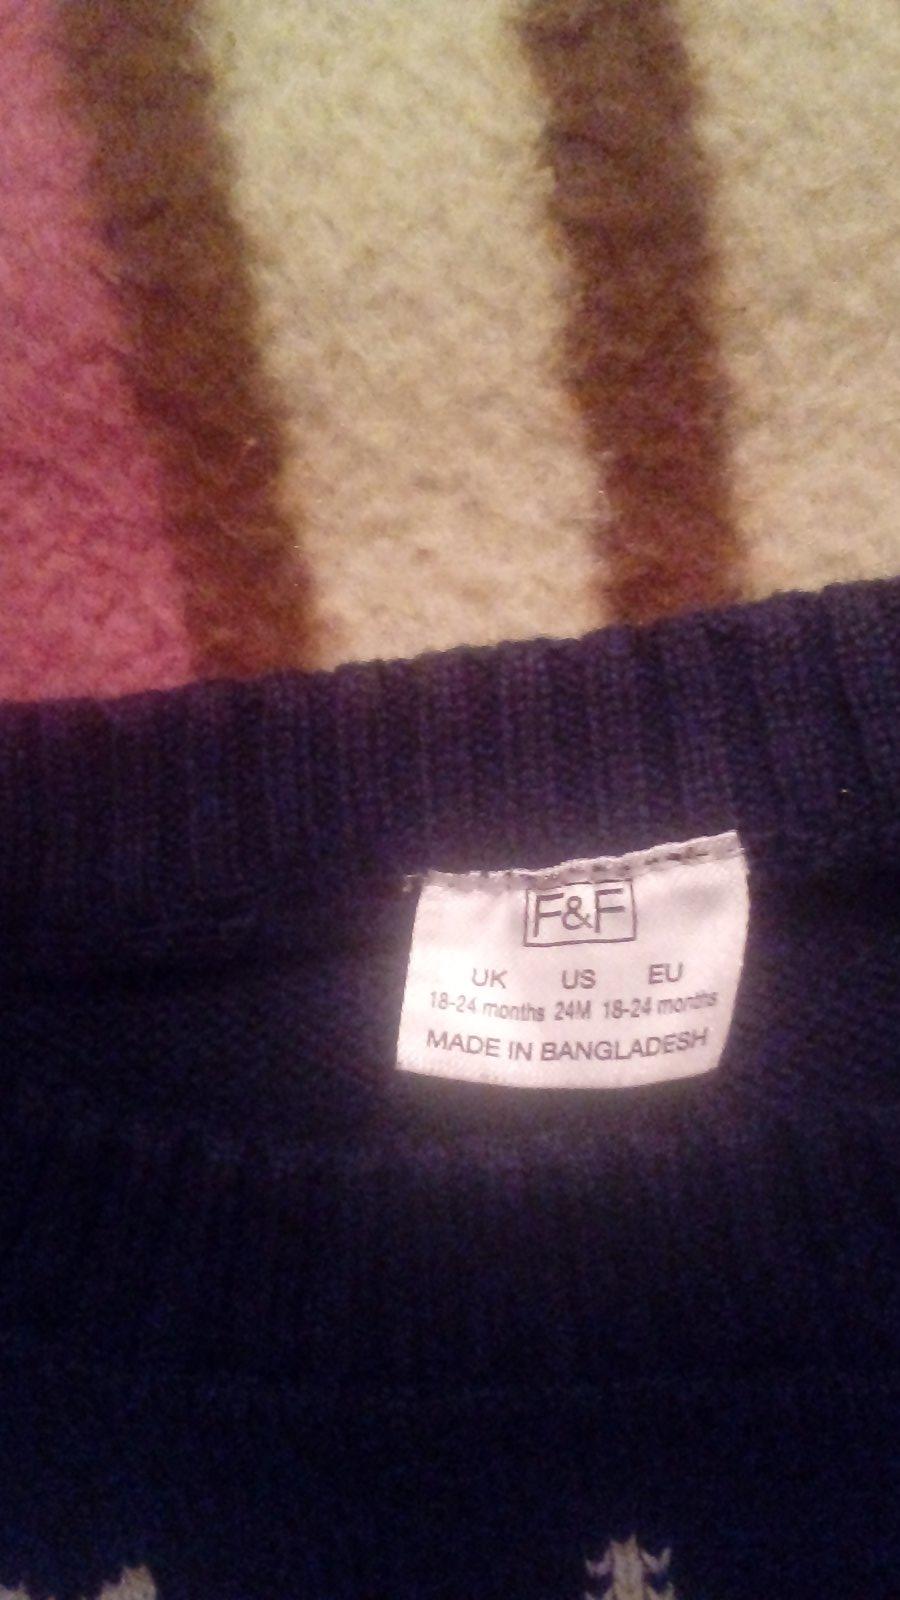 F&F
UK US EU
18-24 months 24M 18-24 months
MADE IN BANGLADESH